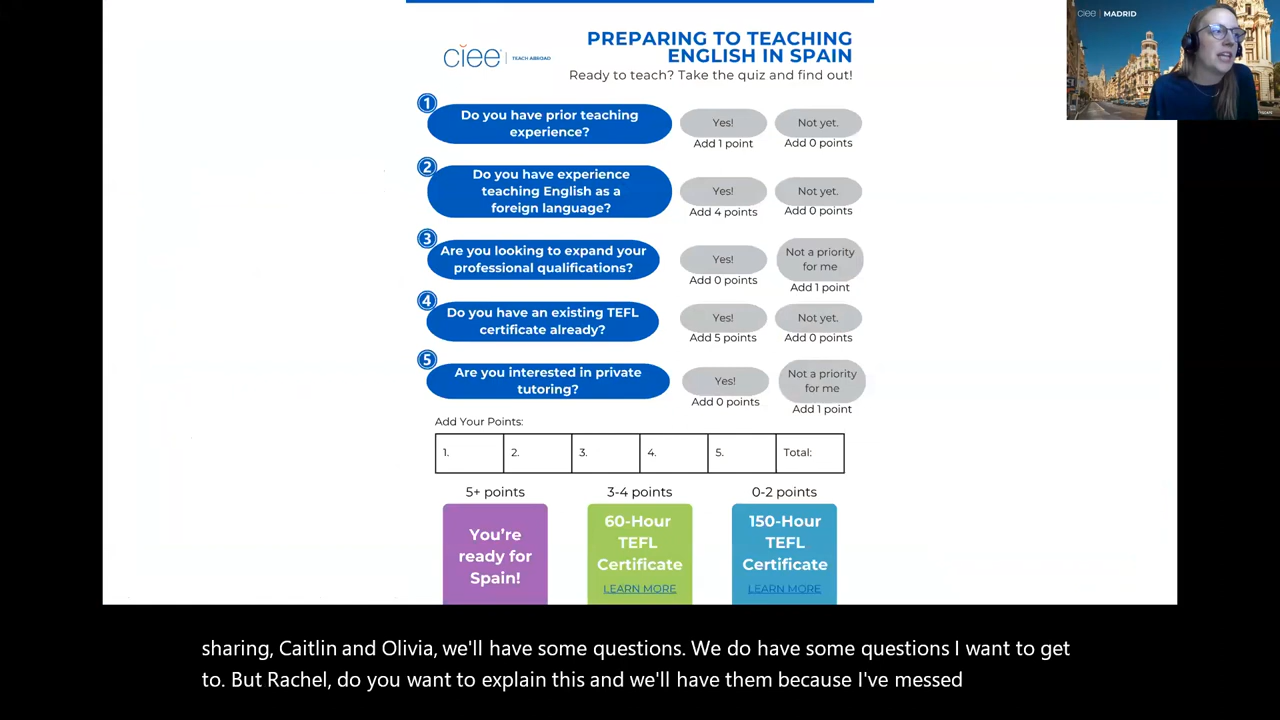 ciee | MADRID
PREPARING TO TEACHING
ENGLISH IN SPAIN
ciee | TEACH ABROAD
Ready to teach? Take the quiz and find out!
1
Do you have prior teaching
experience?
Yes!
Add 1 point
Not yet.
Add 0 points
2
Do you have experience
teaching English as a
foreign language?
Yes!
Add 4 points
Not yet.
Add 0 points
3
Are you looking to expand your
professional qualifications?
Yes!
Add 0 points
Not a priority
for me
Add 1 point
4
Do you have an existing TEFL
certificate already?
Yes!
Add 5 points
Not yet.
Add 0 points
5
Are you interested in private
tutoring?
Yes!
Add 0 points
Not a priority
for me
Add 1 point
Add Your Points:
1. 2. 3. 4. 5. Total:
5+ points
You're
ready for
Spain!
3-4 points
60-Hour
TEFL
Certificate
LEARN MORE
0-2 points
150-Hour
TEFL
Certificate
LEARN MORE
sharing, Caitlin and Olivia, we'll have some questions. We do have some questions I want to get
to. But Rachel, do you want to explain this and we'll have them because I've messed